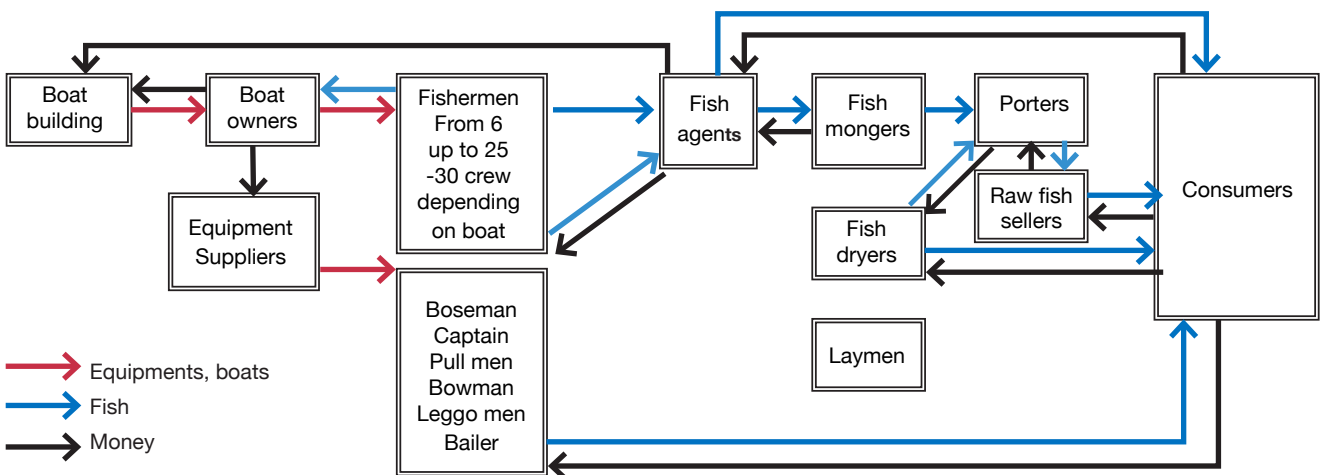 Boat
building
Boat
owners
Fishermen
From 6
up to 25
-30 crew
depending
on boat
Fish
agents
Fish
mongers
Porters
Consumers
Equipment
Suppliers
Fish
dryers
Raw fish
sellers
Boseman
Captain
Pull men
Bowman
Leggo men
Bailer
Laymen
Equipments, boats
Fish
Money